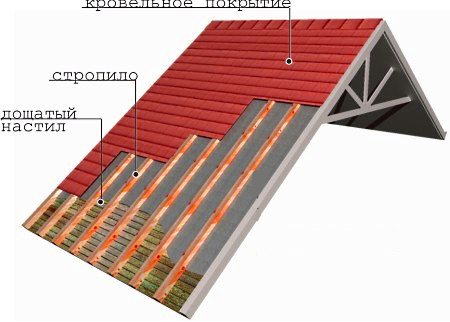 кровельное покрытие
стропило
дощатый
настил